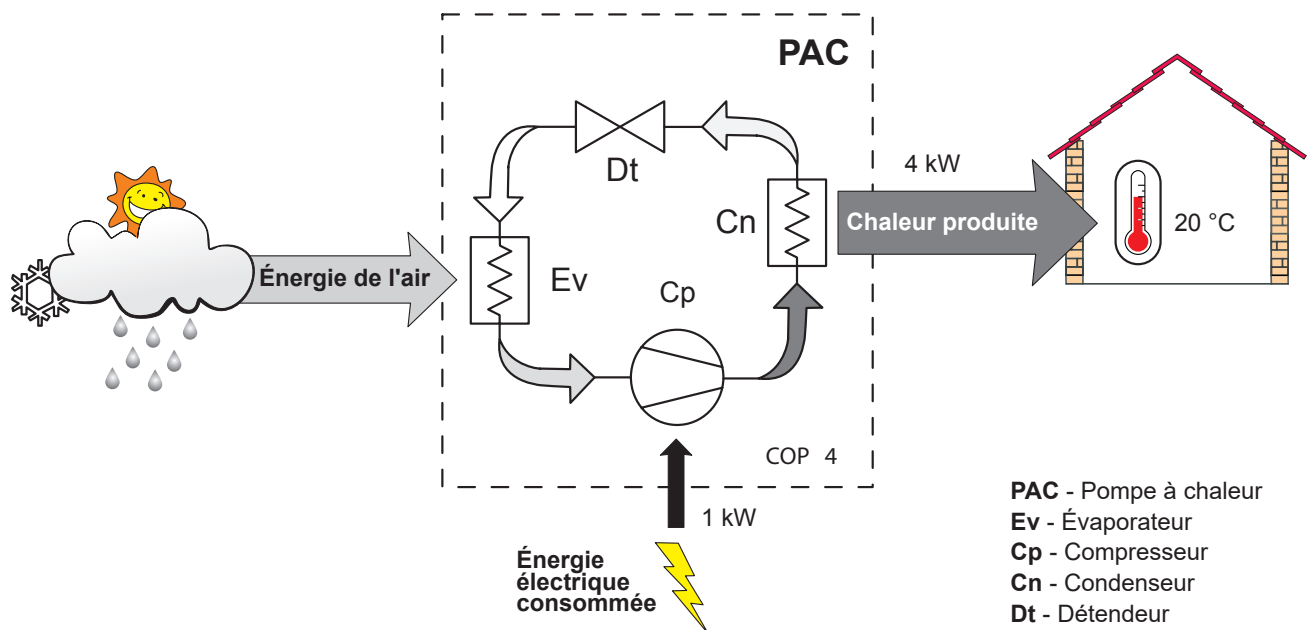 PAC
Dt
4 kW
Cn
Chaleur produite
20 °C
Énergie de l'air
Ev
Cp
COP 4
1 kW
Énergie
électrique
consommée
PAC - Pompe à chaleur
Ev - Évaporateur
Cp - Compresseur
Cn - Condenseur
Dt - Détendeur